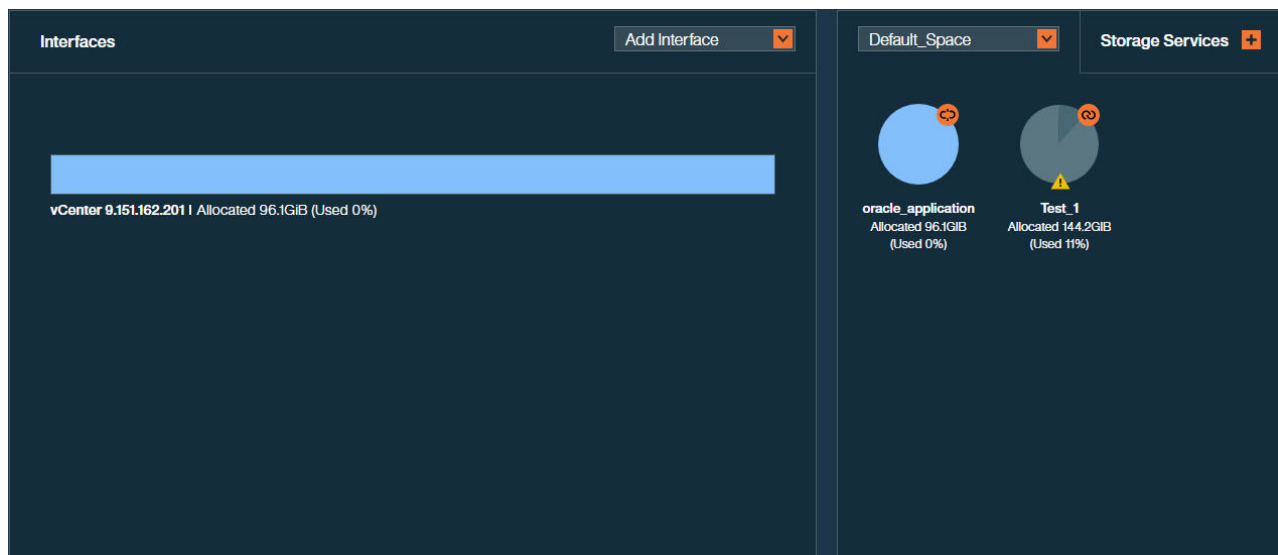 Interfaces
Add Interface
vCenter 9.151.162.201 | Allocated 96.1GiB (Used 0%)
Default_Space
Storage Services
oracle_application
Allocated 96.1GIB
(Used 0%)
Test_1
Allocated 144.2GIB
(Used 11%)